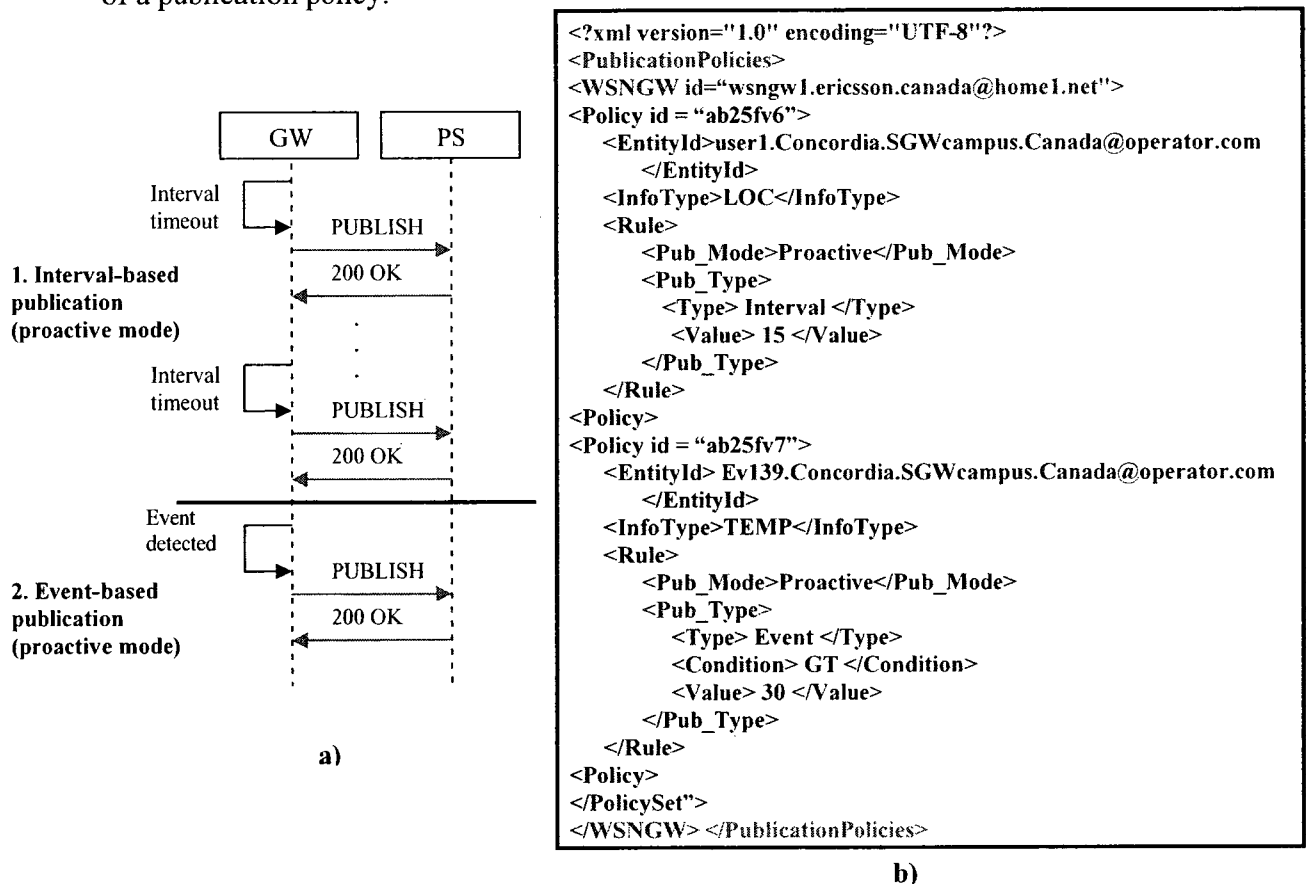 of a publication policy.
GW
PS
Interval
timeout
PUBLISH
200 OK
1. Interval-based
publication
(proactive mode)
Interval
timeout
PUBLISH
200 OK
Event
detected
PUBLISH
200 OK
2. Event-based
publication
(proactive mode)
a)
<?xml version="1.0" encoding="UTF-8"?>
<PublicationPolicies>
<WSNGW id="wsngw1.ericsson.canada@home1.net">
<Policy id = "ab25fv6">
<EntityId>user1.Concordia.SGWcampus.Canada@operator.com
</EntityId>
<InfoType>LOC</InfoType>
<Rule>
<Pub_Mode>Proactive</Pub_Mode>
<Pub_Type>
<Type> Interval </Type>
<Value> 15 </Value>
</Pub_Type>
</Rule>
<Policy>
<Policy id = "ab25fv7">
<EntityId> Ev139.Concordia.SGWcampus.Canada@operator.com
</EntityId>
<InfoType>TEMP</InfoType>
<Rule>
<Pub_Mode>Proactive</Pub_Mode>
<Pub_Type>
<Type> Event </Type>
<Condition> GT </Condition>
<Value> 30 </Value>
</Pub_Type>
</Rule>
<Policy>
</PolicySet">
</WSNGW> </PublicationPolicies>
b)